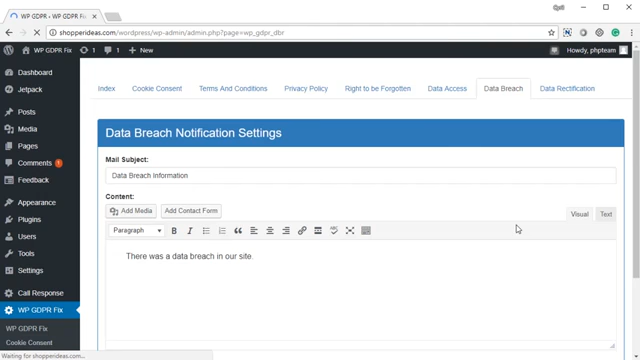 WP GDPR Fix ‹ WP GDPR Fix
shopperideas.com/wordpress/wp-admin/admin.php?page=wp_gdpr_dbr
WP GDPR Fix 1 1 + New Howdy, phpteam
Dashboard
Jetpack
Posts
Media
Pages
Comments 1
Feedback
Appearance
Plugins
Users
Tools
Settings
Call Response
WP GDPR Fix
WP GDPR Fix
Cookie Consent
Index Cookie Consent Terms And Conditions Privacy Policy Right to be Forgotten Data Access Data Breach Data Rectification
Data Breach Notification Settings
Mail Subject:
Data Breach Information
Content:
Add Media Add Contact Form Visual Text
Paragraph B I
There was a data breach in our site.
Waiting for shopperideas.com...